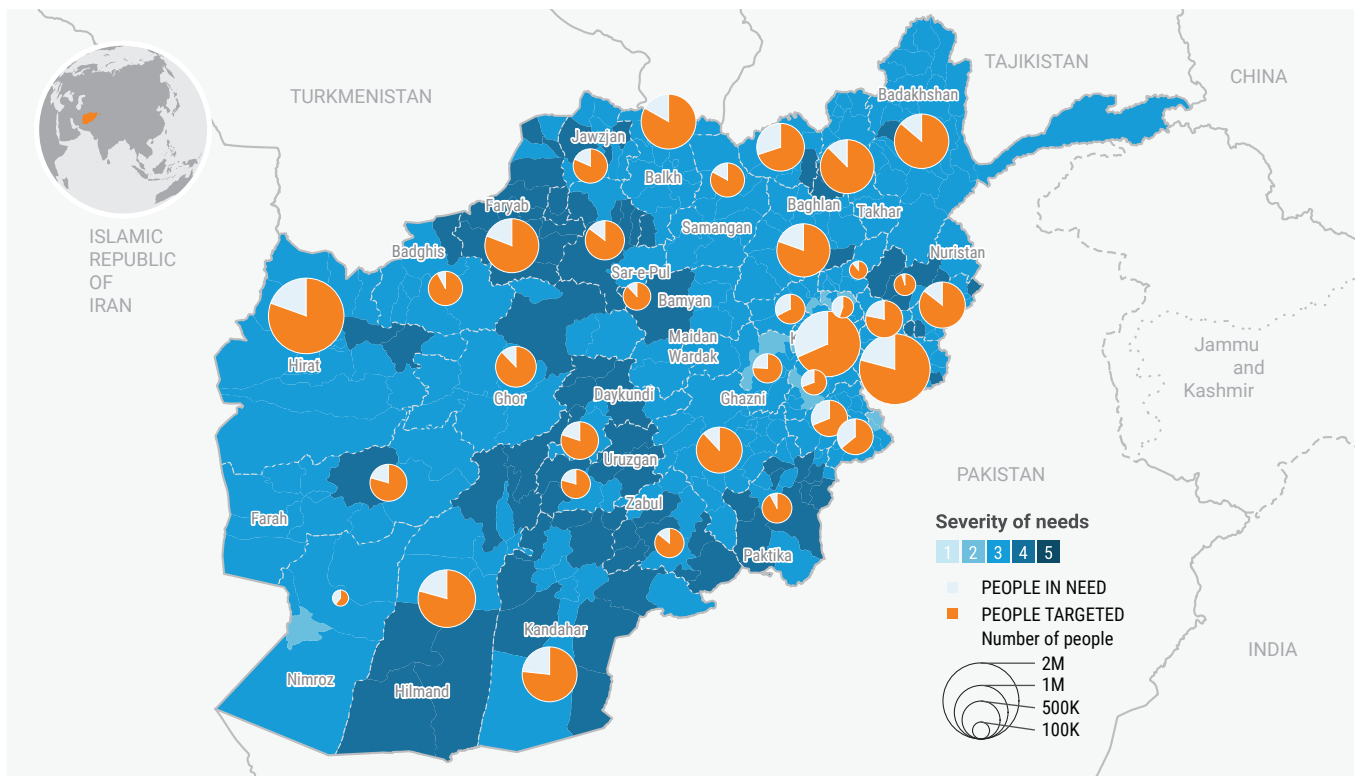 TAJIKISTAN
CHINA
TURKMENISTAN
Badakhshan
Jawzjan
Balkh
Baghlan
Takhar
Faryab
Samangan
ISLAMIC
REPUBLIC
OF
IRAN
Badghis
Nuristan
Sar-e-Pul
Bamyan
Maidan
Wardak
K
Hirat
Jammu
and
Kashmir
Ghor
Daykundi
Ghazni
Uruzgan
PAKISTAN
Zabul
Farah
Paktika
Severity of needs
1 2 3 4 5
PEOPLE IN NEED
PEOPLE TARGETED
Number of people
2M
1M
500K
100K
Kandahar
Nimroz
Hilmand
INDIA